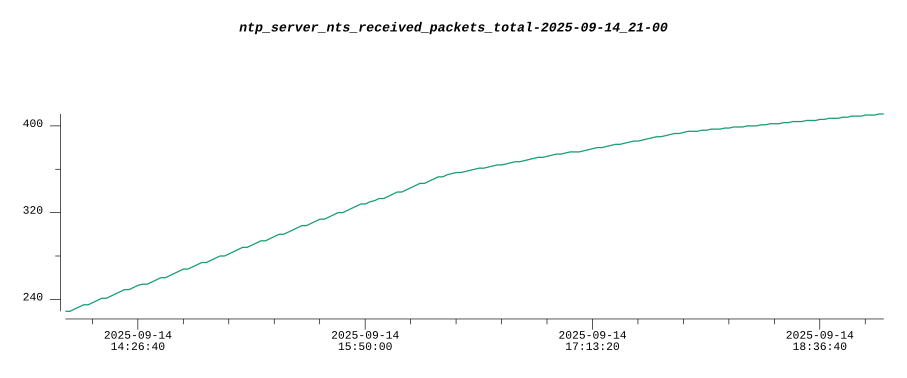 ntp_server_nts_received_packets_total-2025-09-14_21-00
400
320
240
2025-09-14 2025-09-14 2025-09-14 2025-09-14
14:26:40 15:50:00 17:13:20 18:36:40